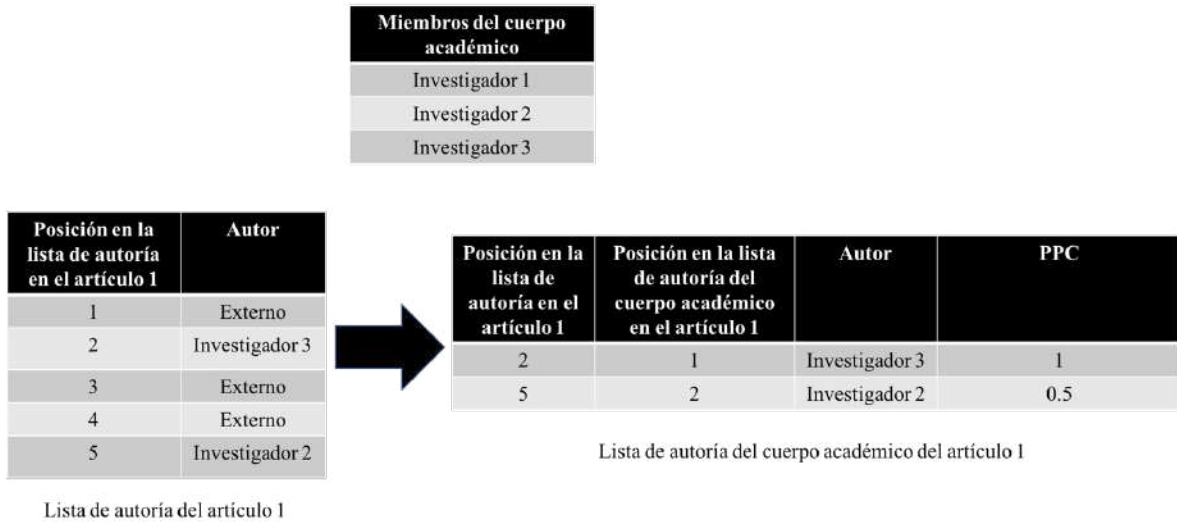 Miembros del cuerpo
académico
Investigador 1
Investigador 2
Investigador 3
Posición en la
lista de autoría
en el artículo 1
Autor
1 Externo
2 Investigador 3
3 Externo
4 Externo
5 Investigador 2
Lista de autoría del artículo 1
Posición en la
lista de
autoría en el
artículo 1
Posición en la lista
de autoría del
cuerpo académico
en el artículo 1
Autor
PPC
2 1 Investigador 3 1
5 2 Investigador 2 0.5
Lista de autoría del cuerpo académico del artículo 1